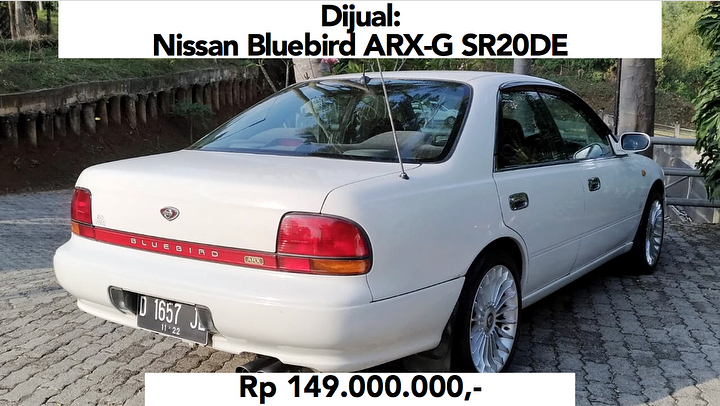 Dijual:
Nissan Bluebird ARX-G SR20DE
BLUEBIRD
ARX
D 1657 JL
11·22
Rp 149.000.000,-